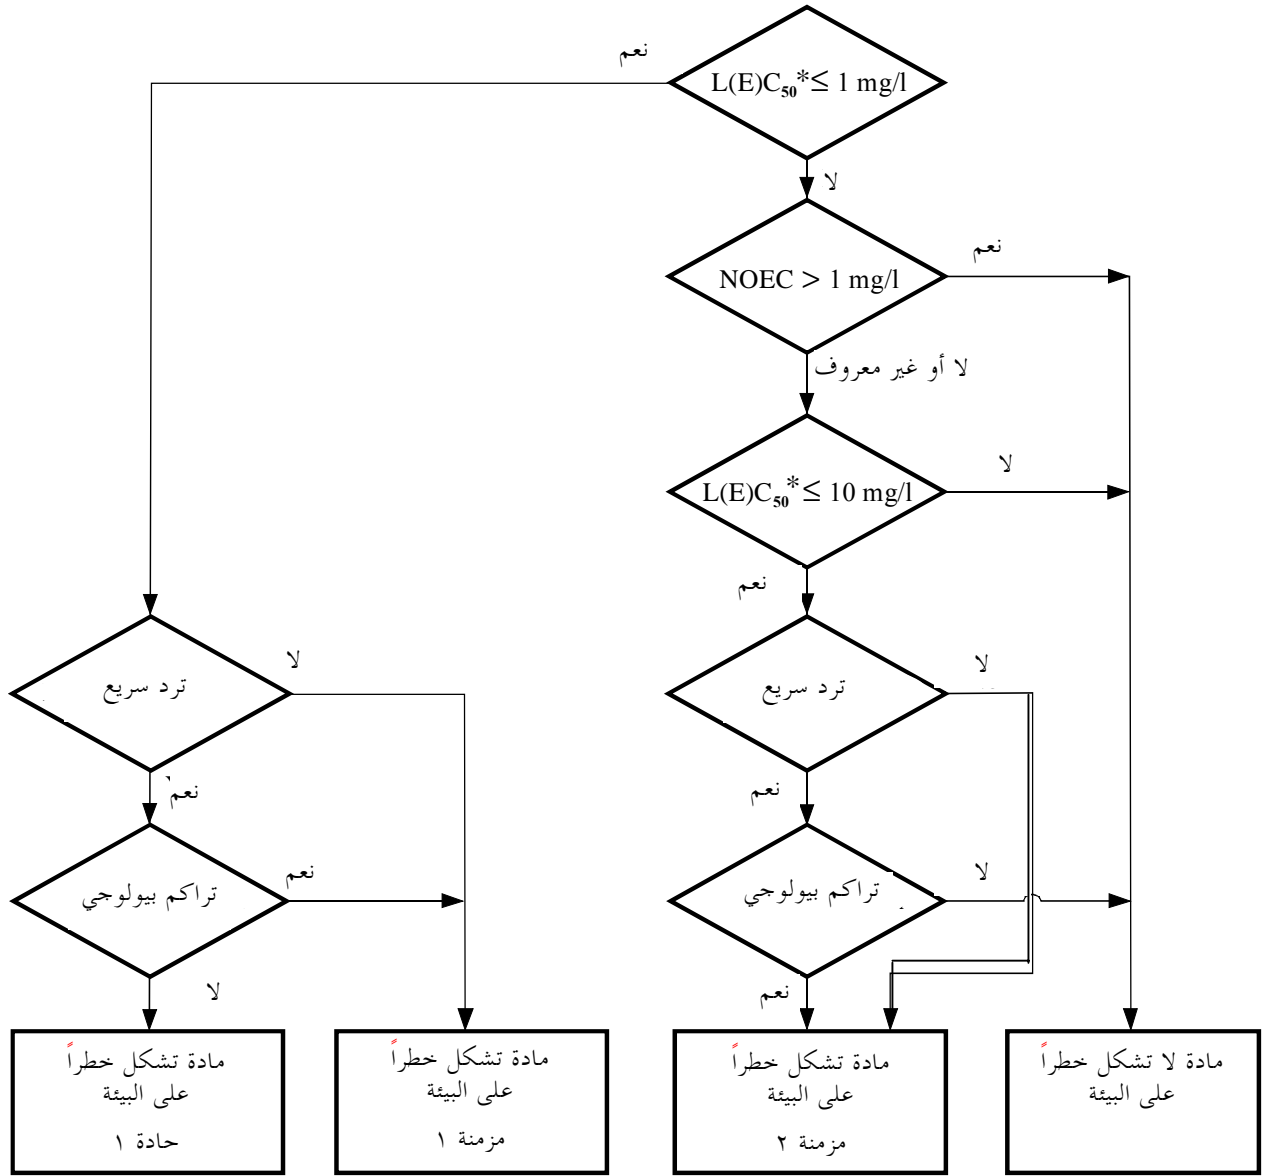 نعم
L(E)C50*≤ 1 mg/l
لا
نعم
NOEC > 1 mg/l
لا أو غير معروف
لا
L(E)C50*≤ 10 mg/l
نعم
لا
ترد سريع
لا
ترد سريع
نعم
نعم
لا
تراكم بيولوجي
نعم
تراكم بيولوجي
نعم
لا
مادة لا تشكل خطراً
على البيئة
مادة تشكل خطراً
على البيئة
مزمنة ٢
مادة تشكل خطراً
على البيئة
مزمنة ١
مادة تشكل خطراً
على البيئة
حادة ١